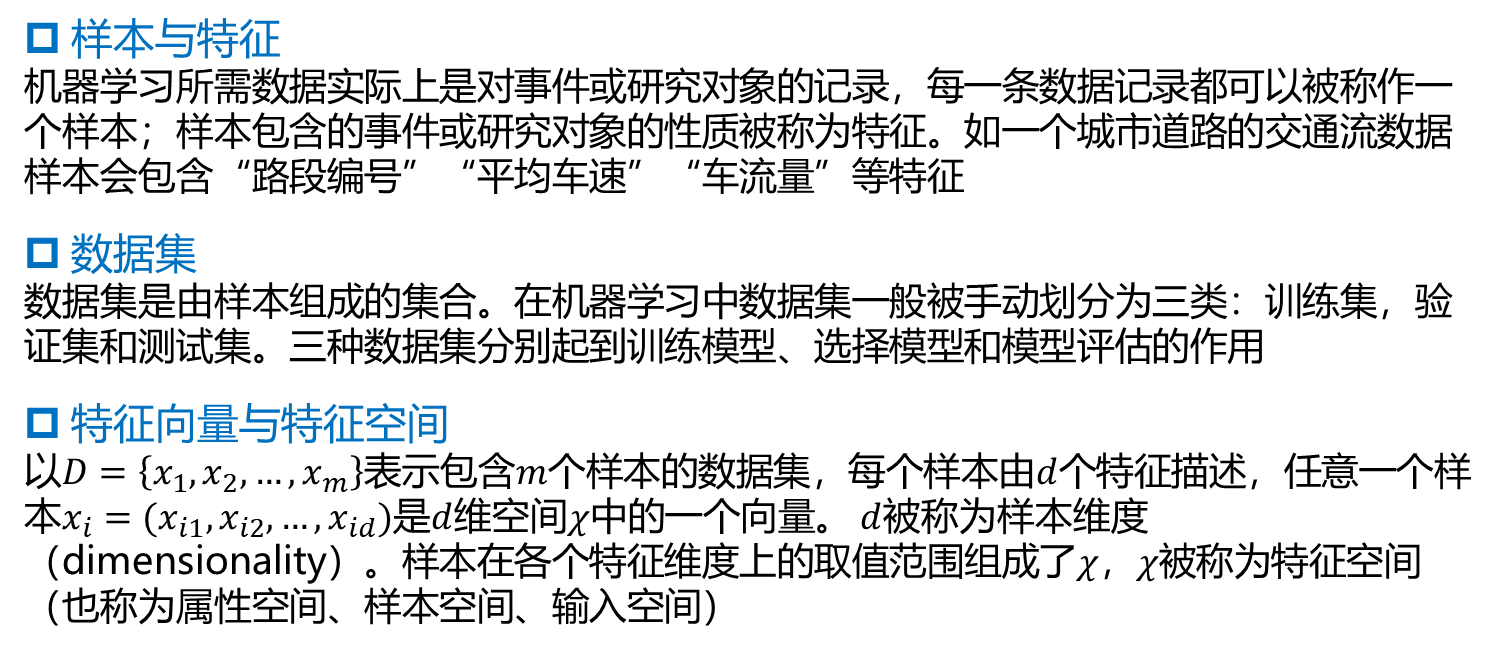 样本与特征
机器学习所需数据实际上是对事件或研究对象的记录，每一条数据记录都可以被称作一
个样本；样本包含的事件或研究对象的性质被称为特征。如一个城市道路的交通流数据
样本会包含“路段编号”“平均车速”“车流量”等特征
数据集
数据集是由样本组成的集合。在机器学习中数据集一般被手动划分为三类：训练集，验
证集和测试集。三种数据集分别起到训练模型、选择模型和模型评估的作用
特征向量与特征空间
以𝐷 = {𝑥₁, 𝑥₂, … , 𝑥ₘ}表示包含𝑚个样本的数据集，每个样本由𝑑个特征描述，任意一个样
本𝑥ᵢ = (𝑥ᵢ₁, 𝑥ᵢ₂, … , 𝑥_{id})是𝑑维空间𝜒中的一个向量。 𝑑被称为样本维度
（dimensionality）。样本在各个特征维度上的取值范围组成了𝜒，𝜒被称为特征空间
（也称为属性空间、样本空间、输入空间）